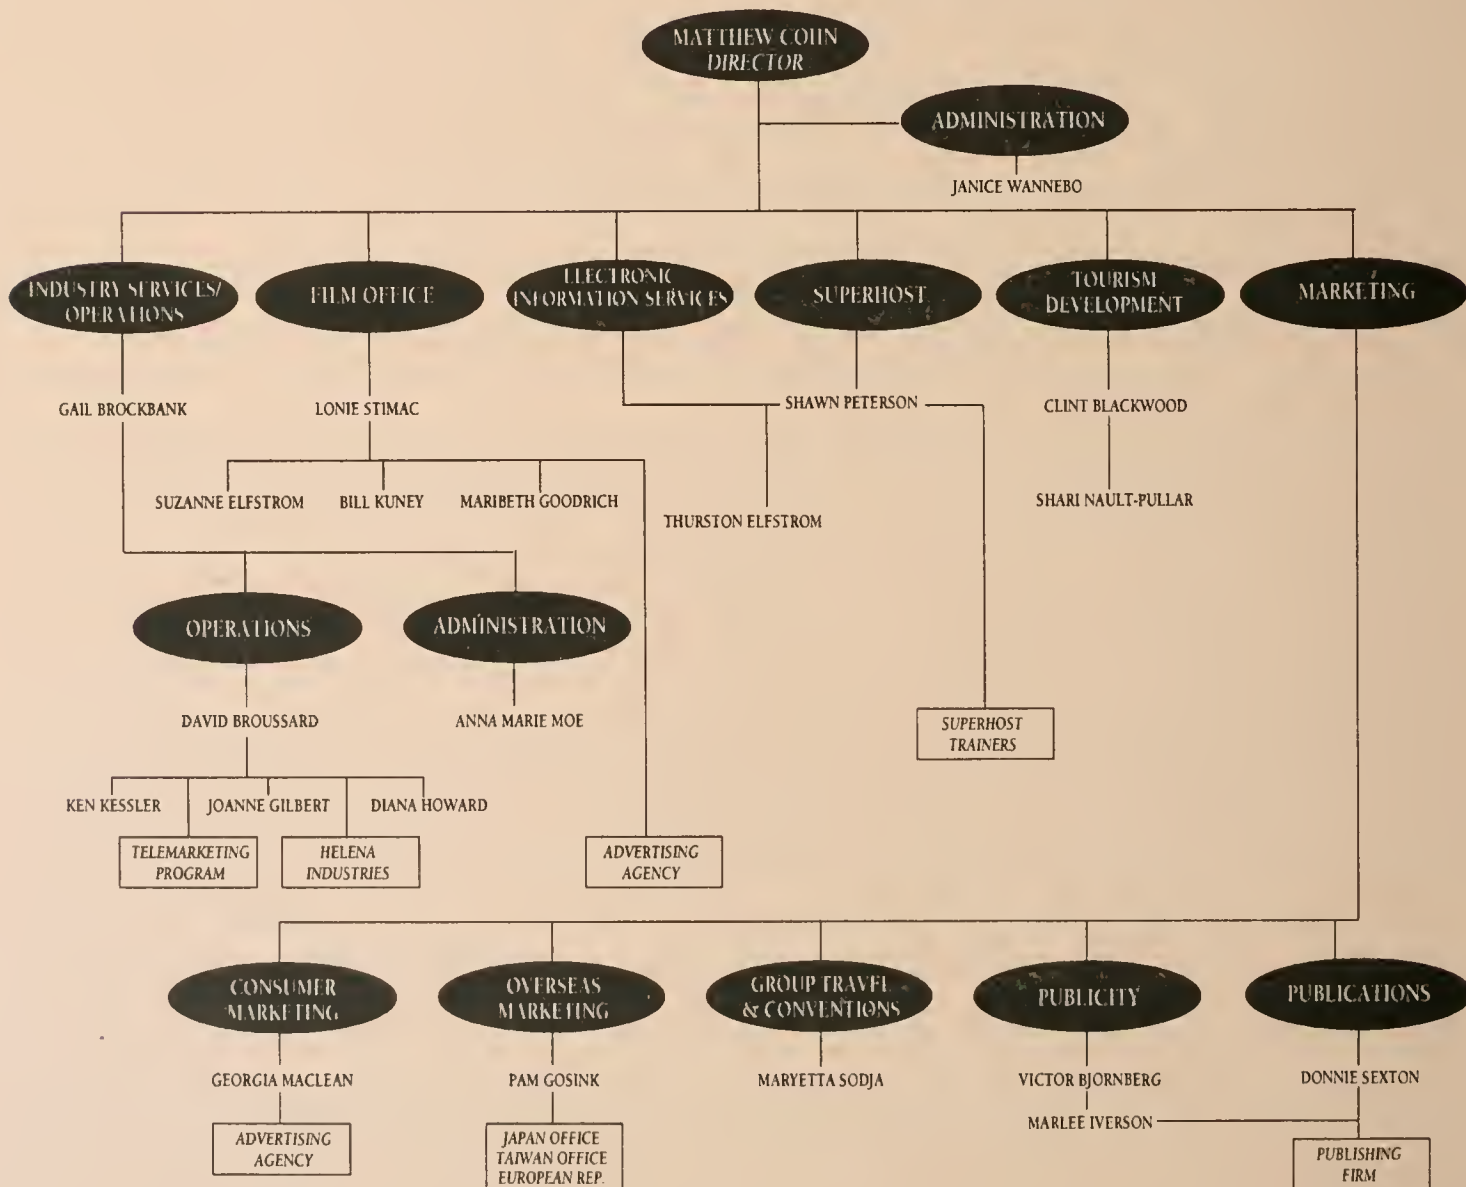 MATTHEW COHN
DIRECTOR
ADMINISTRATION
JANICE WANNEBO
INDUSTRY SERVICES/
OPERATIONS
FILM OFFICE
ELECTRONIC
INFORMATION SERVICES
SUPERHOST
TOURISM
DEVELOPMENT
MARKETING
GAIL BROCKBANK
LONIE STIMAC
SHAWN PETERSON
CLINT BLACKWOOD
SUZANNE ELFSTROM
BILL KUNEY
MARIBETH GOODRICH
THURSTON ELFSTROM
SHARI NAULT-PULLAR
OPERATIONS
ADMINISTRATION
DAVID BROUSSARD
ANNA MARIE MOE
SUPERHOST
TRAINERS
KEN KESSLER
JOANNE GILBERT
DIANA HOWARD
TELEMARKETING
PROGRAM
HELENA
INDUSTRIES
ADVERTISING
AGENCY
CONSUMER
MARKETING
OVERSEAS
MARKETING
GROUP TRAVEL
& CONVENTIONS
PUBLICITY
PUBLICATIONS
GEORGIA MACLEAN
PAM GOSINK
MARYETTA SODJA
VICTOR BJORNBERG
DONNIE SEXTON
MARLEE IVERSON
ADVERTISING
AGENCY
JAPAN OFFICE
TAIWAN OFFICE
EUROPEAN REP.
PUBLISHING
FIRM